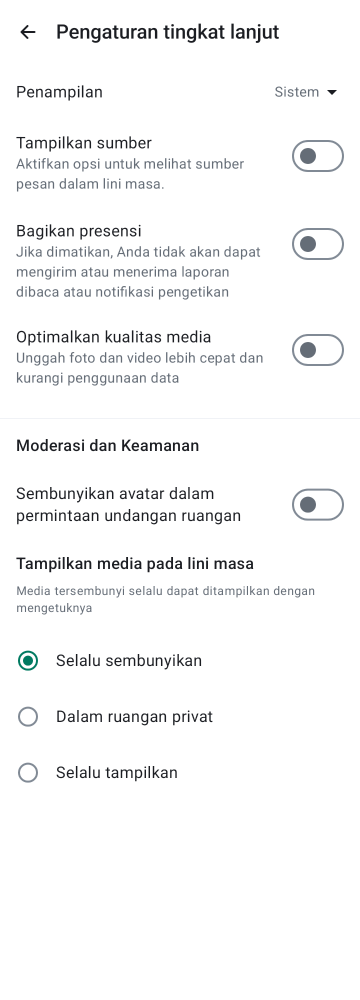 Pengaturan tingkat lanjut
Penampilan
Sistem
Tampilkan sumber
Aktifkan opsi untuk melihat sumber
pesan dalam lini masa.
Bagikan presensi
Jika dimatikan, Anda tidak akan dapat
mengirim atau menerima laporan
dibaca atau notifikasi pengetikan
Optimalkan kualitas media
Unggah foto dan video lebih cepat dan
kurangi penggunaan data
Moderasi dan Keamanan
Sembunyikan avatar dalam
permintaan undangan ruangan
Tampilkan media pada lini masa
Media tersembunyi selalu dapat ditampilkan dengan
mengetuknya
Selalu sembunyikan
Dalam ruangan privat
Selalu tampilkan